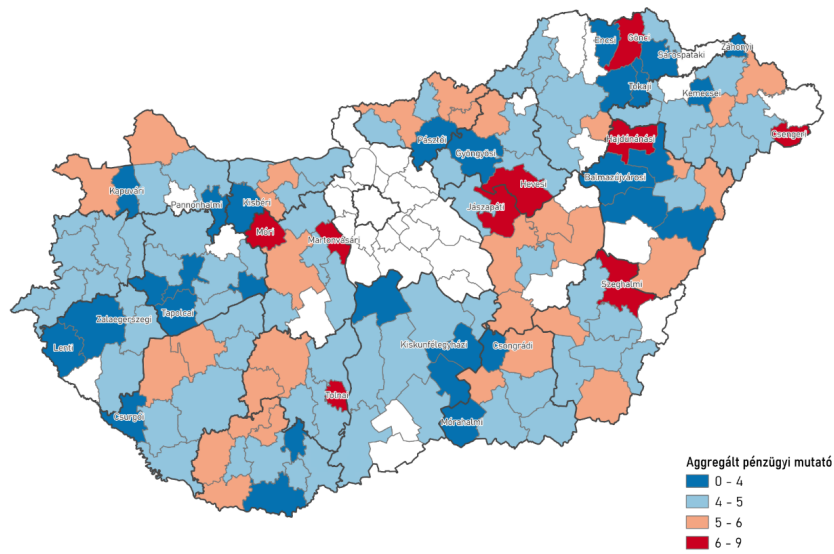 Encsi
Gönci
Sárospataki
Záhonyi
Tokaji
Kemecsei
Csengeri
Hajdúnánási
Pásztói
Gyöngyösi
Balmazújvárosi
Hevesi
Kapuvári
Pannonhalmi
Kisbéri
Jászapáti
Móri
Martonvásári
Szeghalmi
Zalaegerszegi
Tapolcai
Lenti
Kiskunfélegyházi
Csongrádi
Tolnai
Csurgói
Mórahalmi
Aggregált pénzügyi mutató
0 - 4
4 - 5
5 - 6
6 - 9